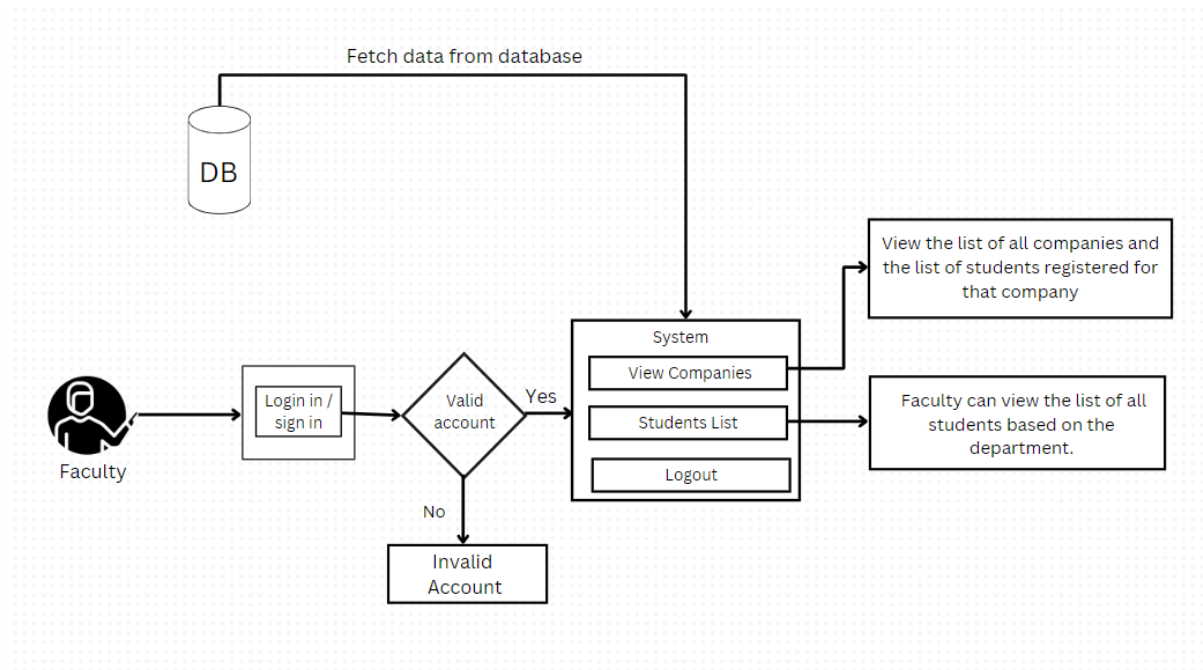 Fetch data from database
DB
View the list of all companies and
the list of students registered for
that company
System
View Companies
Login in /
sign in
Valid
account
Yes
Students List
Faculty can view the list of all
students based on the
department.
Faculty
Logout
No
Invalid
Account